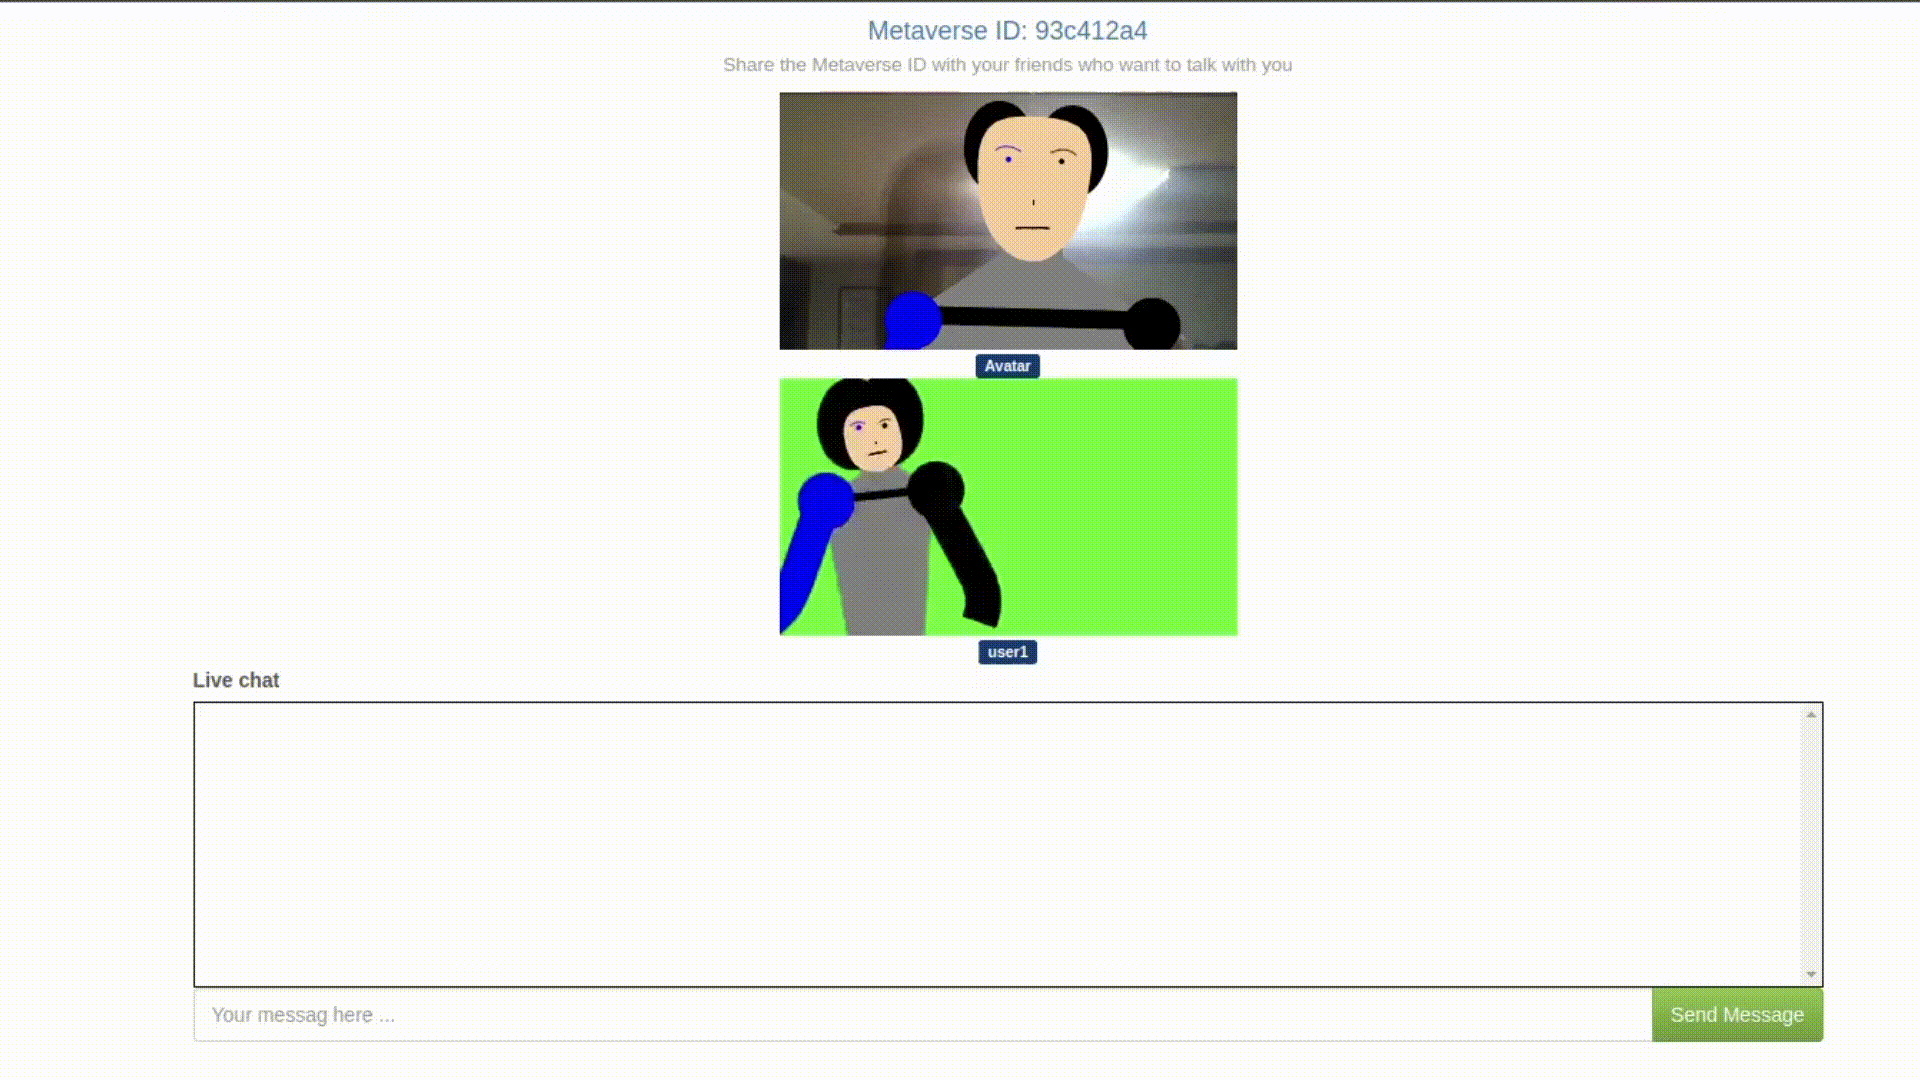 Metaverse ID: 93c412a4
Share the Metaverse ID with your friends who want to talk with you
Avatar
user1
Live chat
Your messag here ...
Send Message